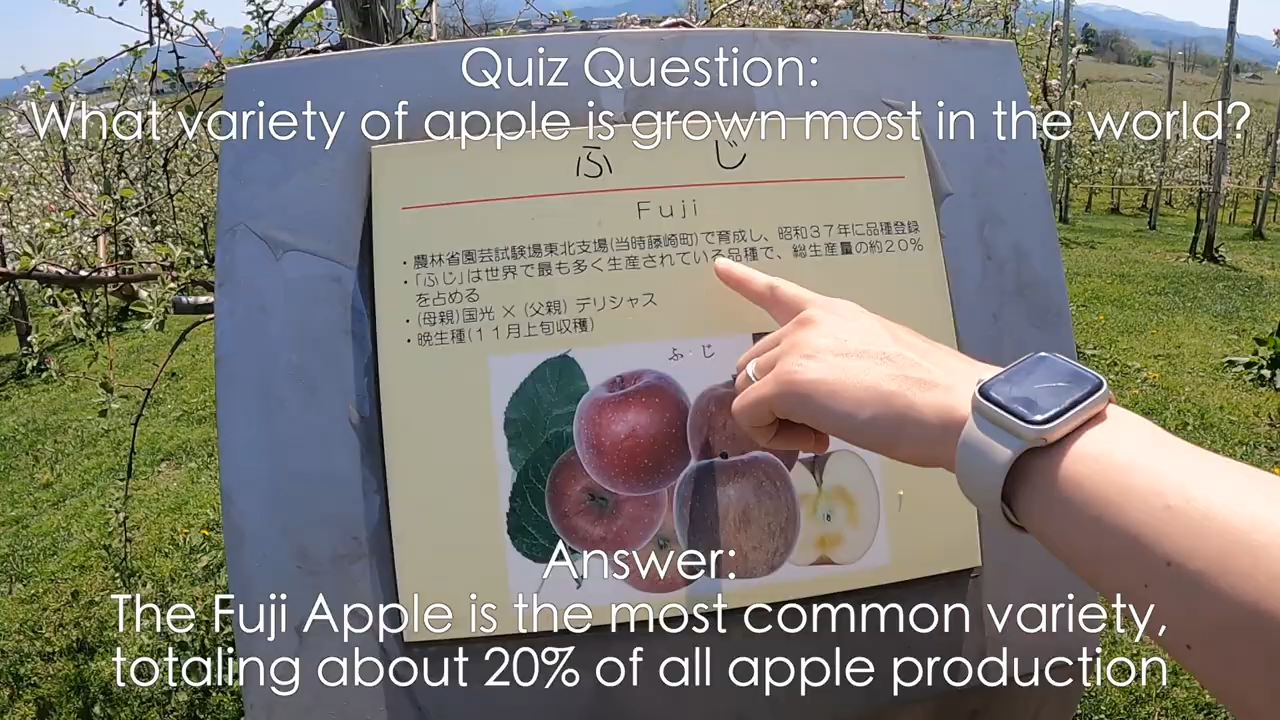 Quiz Question:
What variety of apple is grown most in the world?
ふじ
Fuji
・農林省園芸試験場東北支場(当時藤崎町)で育成し、昭和37年に品種登録
・「ふじ」は世界で最も多く生産されている品種で、総生産量の約20%
を占める
・(母親)国光 × (父親) デリシャス
・晩生種(11月上旬収穫)
ふじ
Answer:
The Fuji Apple is the most common variety,
totaling about 20% of all apple production